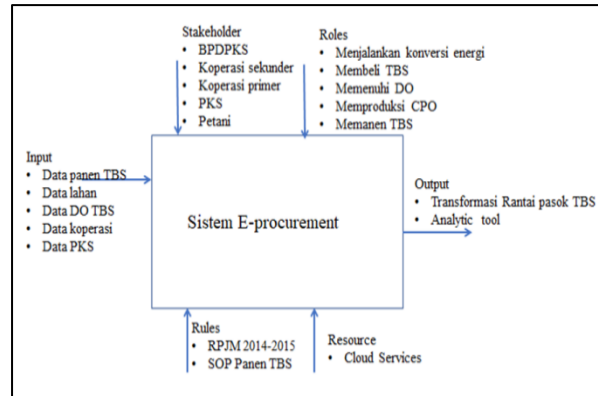 Stakeholder
• BPDPKS
• Koperasi sekunder
• Koperasi primer
• PKS
• Petani
Roles
• Menjalankan konversi energi
• Membeli TBS
• Memenuhi DO
• Memproduksi CPO
• Memanen TBS
Input
• Data panen TBS
• Data lahan
• Data DO TBS
• Data koperasi
• Data PKS
Sistem E-procurement
Output
• Transformasi Rantai pasok TBS
• Analytic tool
Rules
• RPJM 2014-2015
• SOP Panen TBS
Resource
• Cloud Services